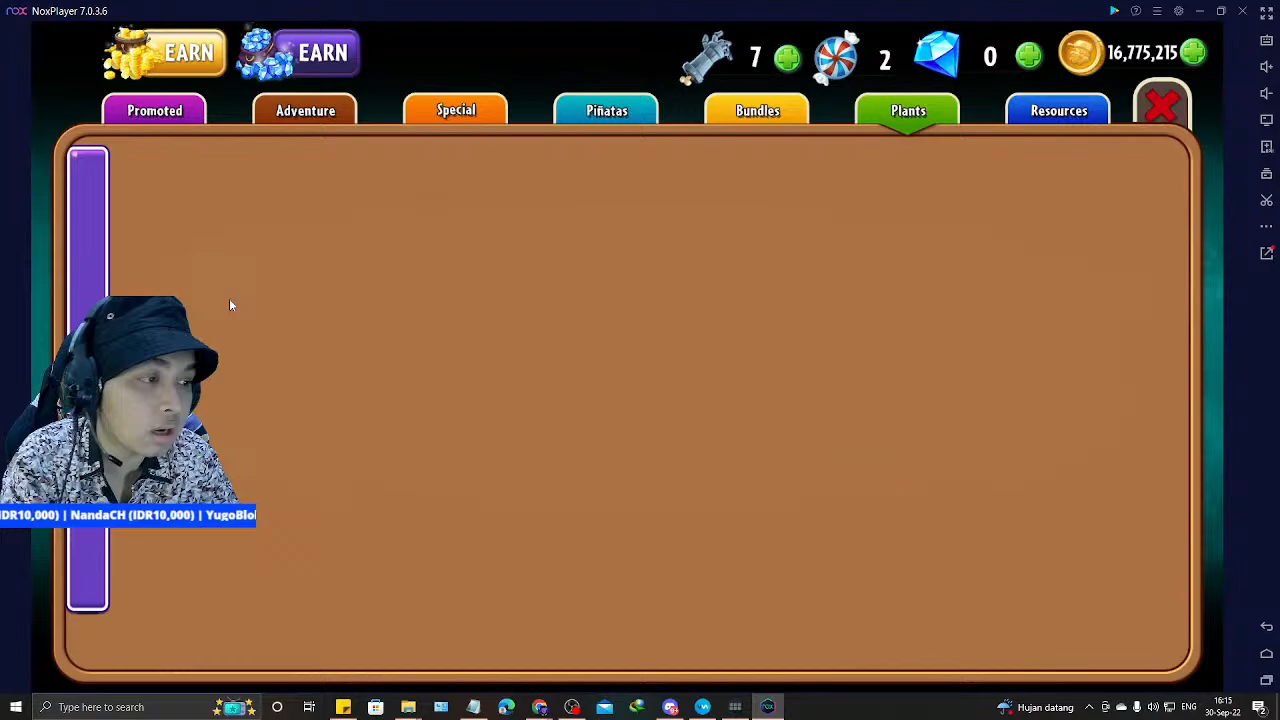 nox NoxPlayer 7.0.3.6
EARN EARN 7 2 0 16,775,215
Promoted Adventure Special Piñatas Bundles Plants Resources
IDR10,000) | NandaCH (IDR10,000) | YugoBlo
Type here to search
Hujan datang
16:15
30-Sep-22